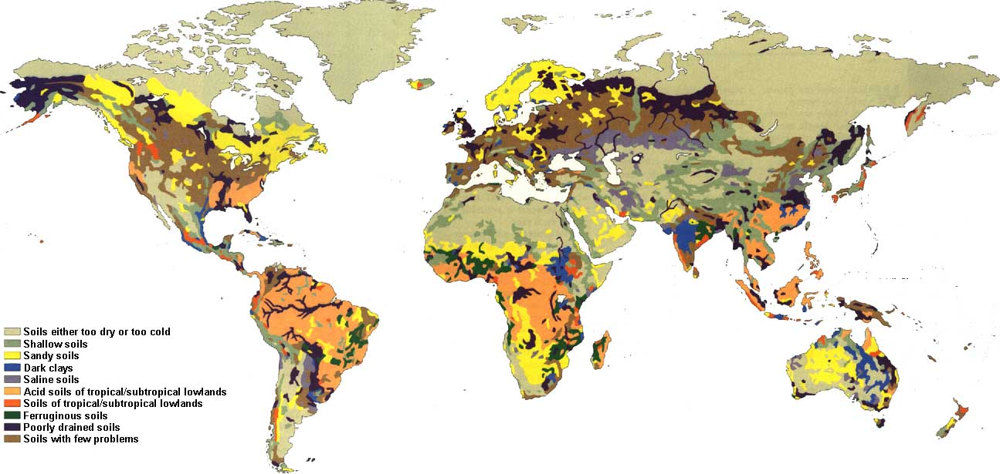 Soils either too dry or too cold
Shallow soils
Sandy soils
Dark clays
Saline soils
Acid soils of tropical/subtropical lowlands
Soils of tropical/subtropical lowlands
Ferruginous soils
Poorly drained soils
Soils with few problems